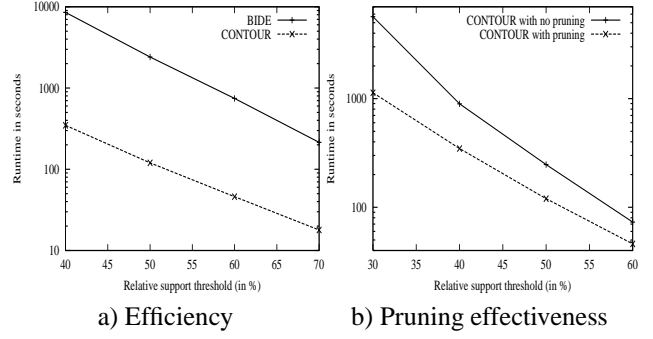 10000
1000
100
10
40
45
50
55
60
65
70
Runtime in seconds
Relative support threshold (in %)
BIDE
CONTOUR
a) Efficiency
1000
100
30
35
40
45
50
55
60
Runtime in seconds
Relative support threshold (in %)
CONTOUR with no pruning
CONTOUR with pruning
b) Pruning effectiveness